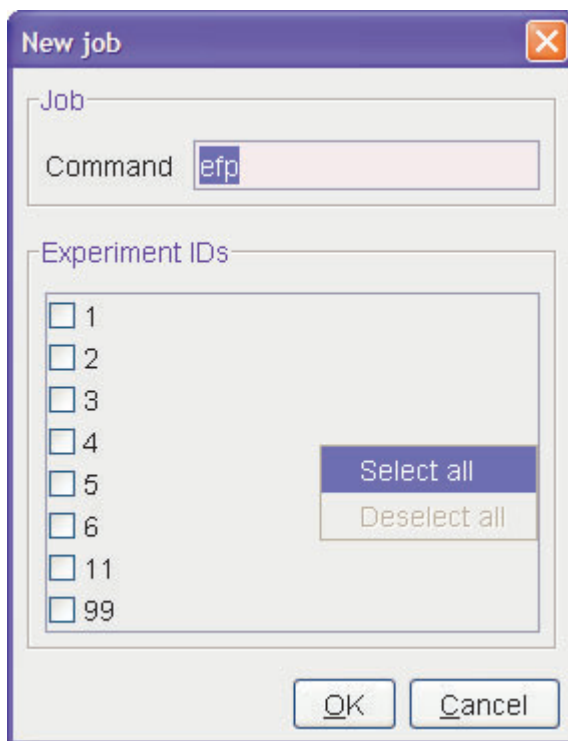 New job
Job
Command efp
Experiment IDs
1
2
3
4
5
6
11
99
Select all
Deselect all
OK Cancel